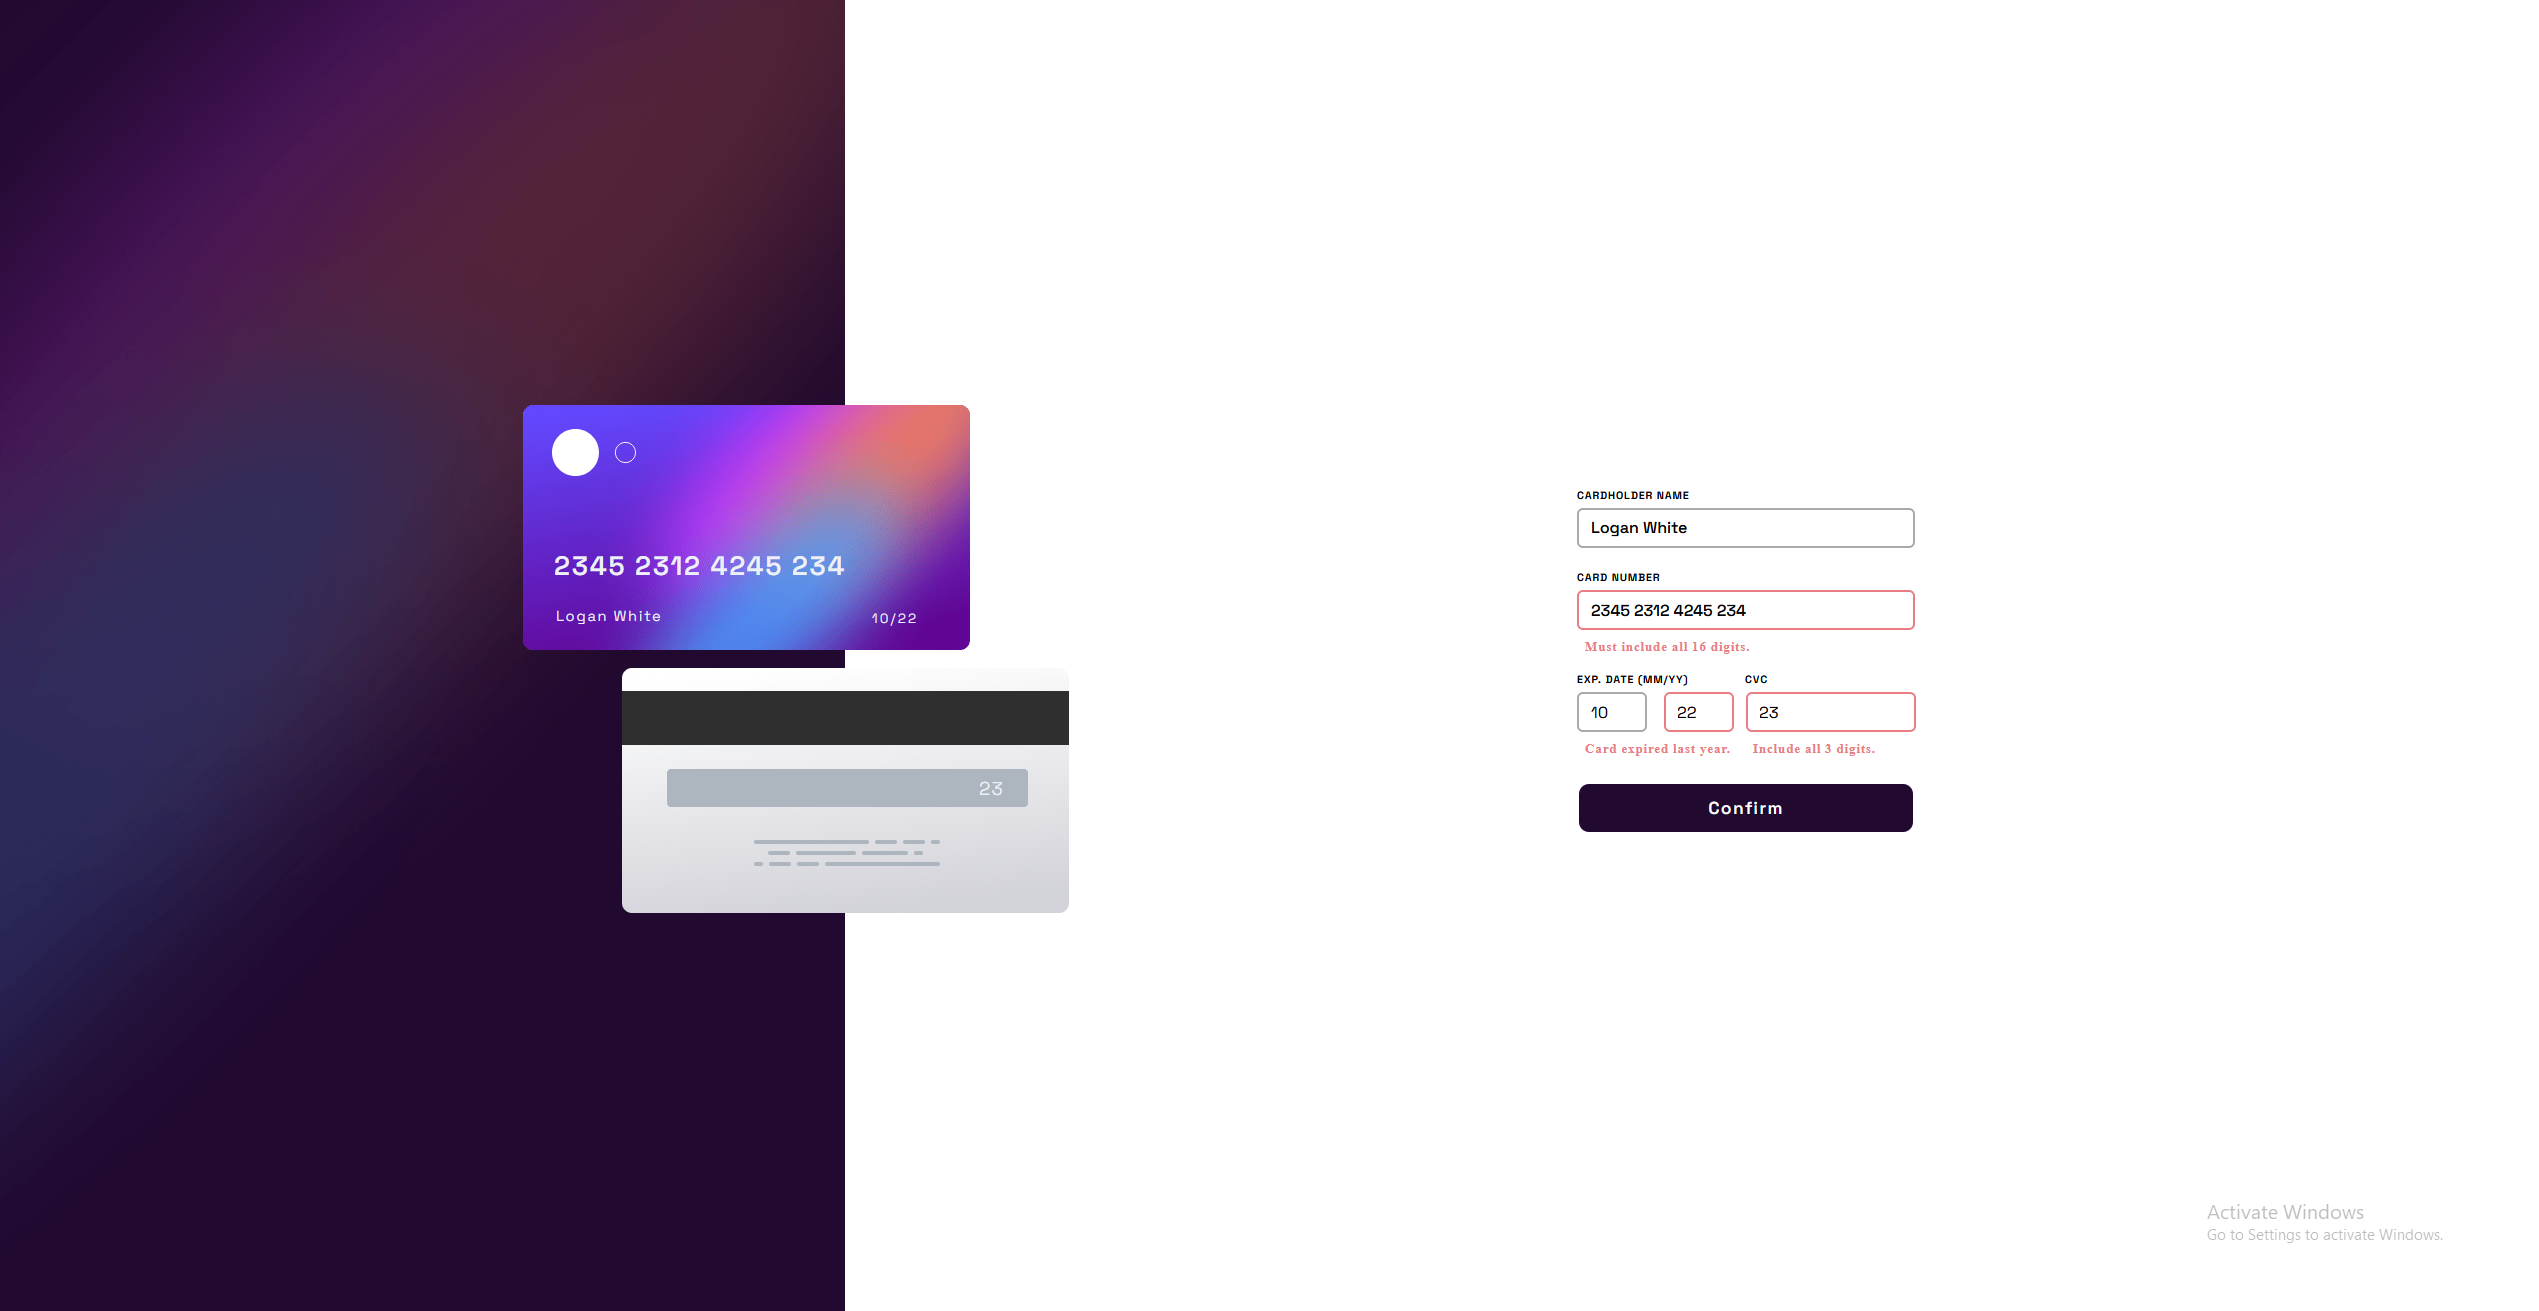 2345 2312 4245 234
Logan White
10/22
23
CARDHOLDER NAME
Logan White
CARD NUMBER
2345 2312 4245 234
Must include all 16 digits.
EXP. DATE (MM/YY) CVC
10 22 23
Card expired last year. Include all 3 digits.
Confirm
Activate Windows
Go to Settings to activate Windows.